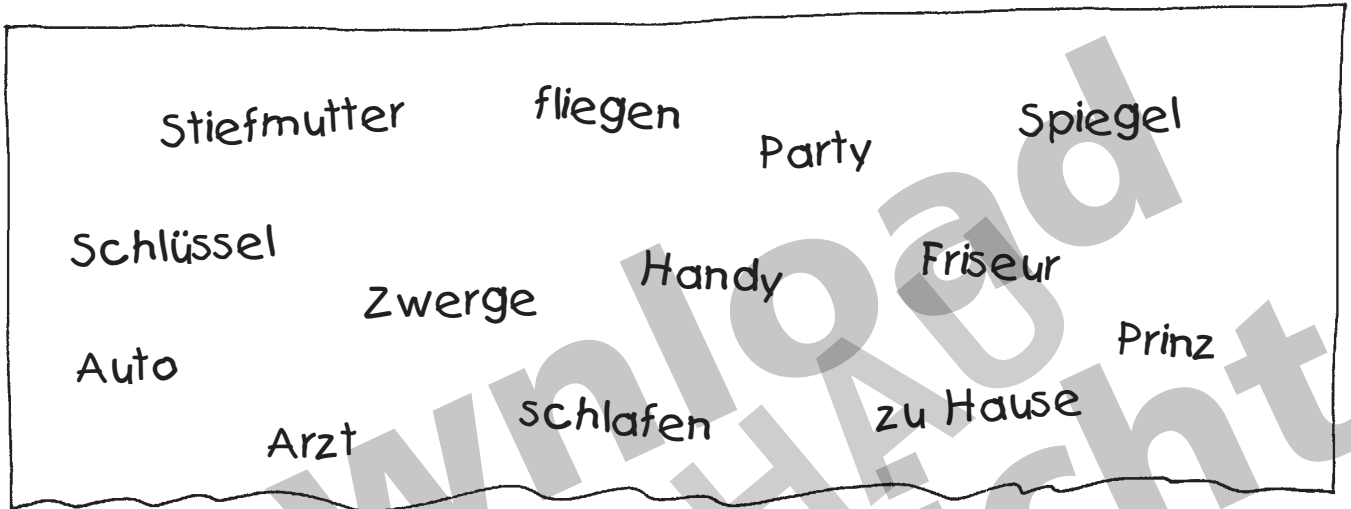 Stiefmutter
fliegen
Party
Spiegel
Schlüssel
Handy
Friseur
Zwerge
Prinz
Auto
schlafen
zu Hause
Arzt